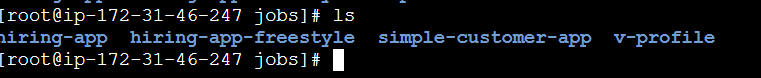 [root@ip-172-31-46-247 jobs]# ls
hiring-app  hiring-app-freestyle  simple-customer-app  v-profile
[root@ip-172-31-46-247 jobs]#